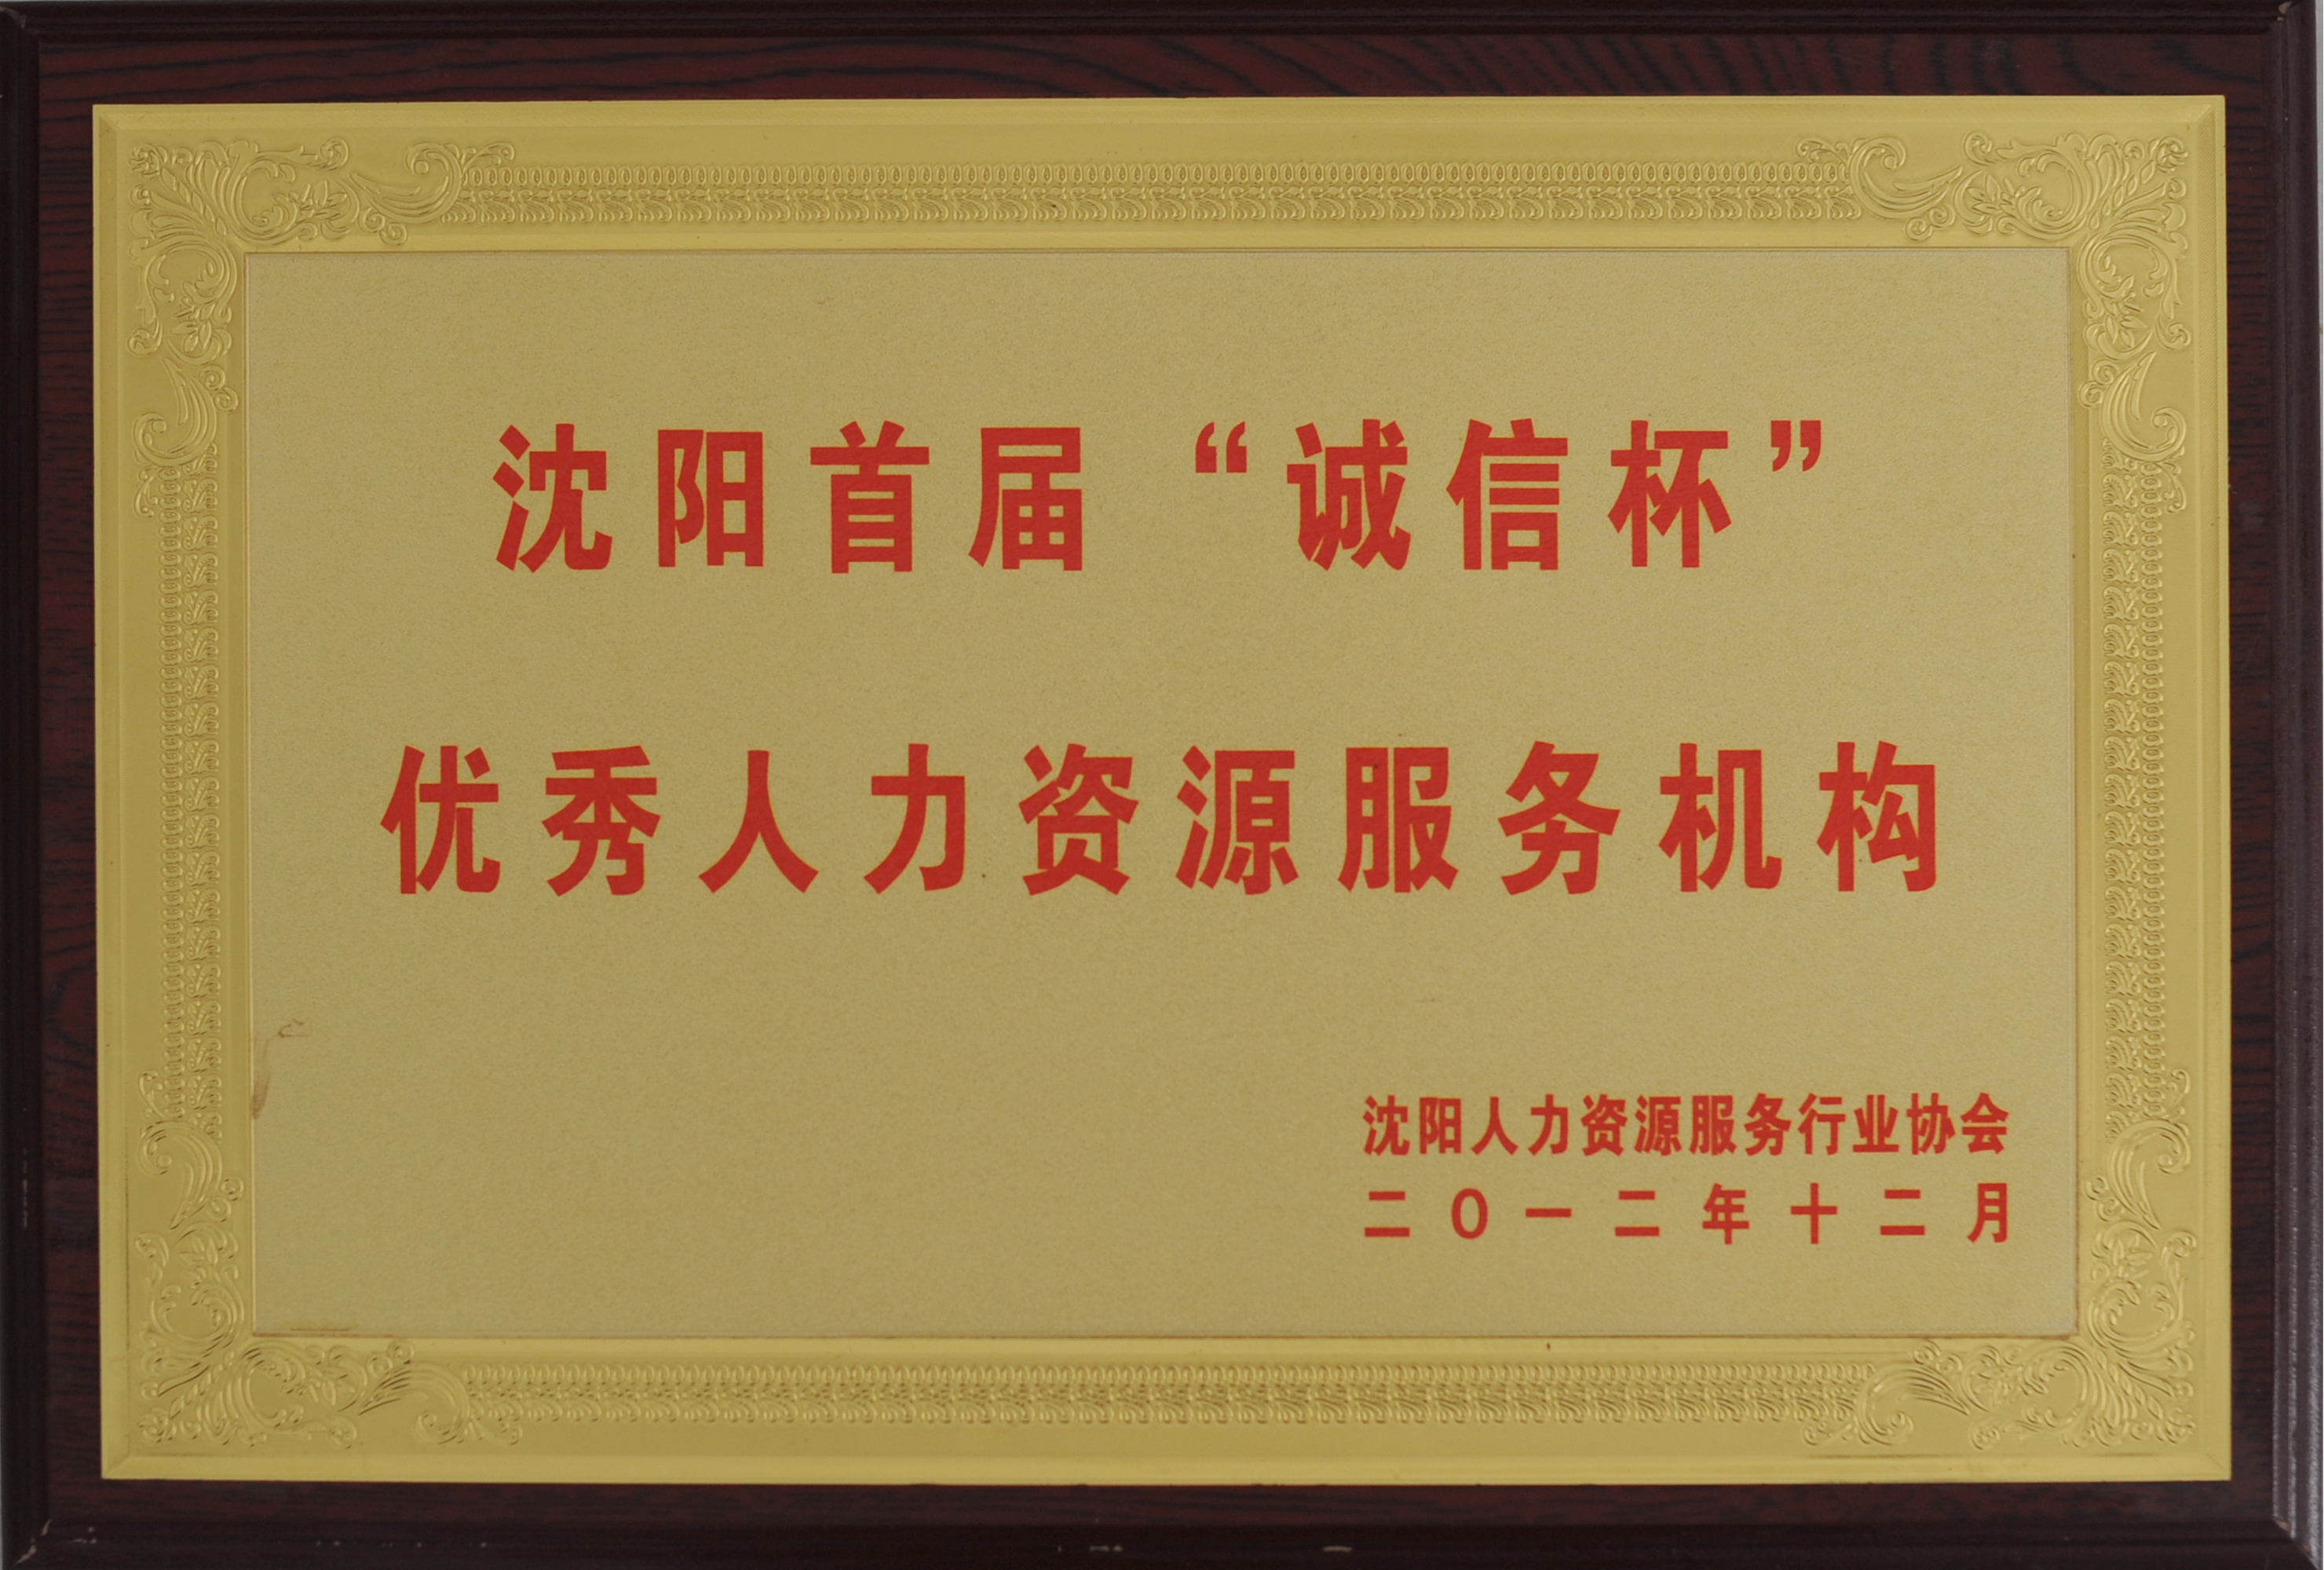 沈阳首届“诚信杯”
优秀人力资源服务机构
沈阳人力资源服务行业协会
二0一二年十二月